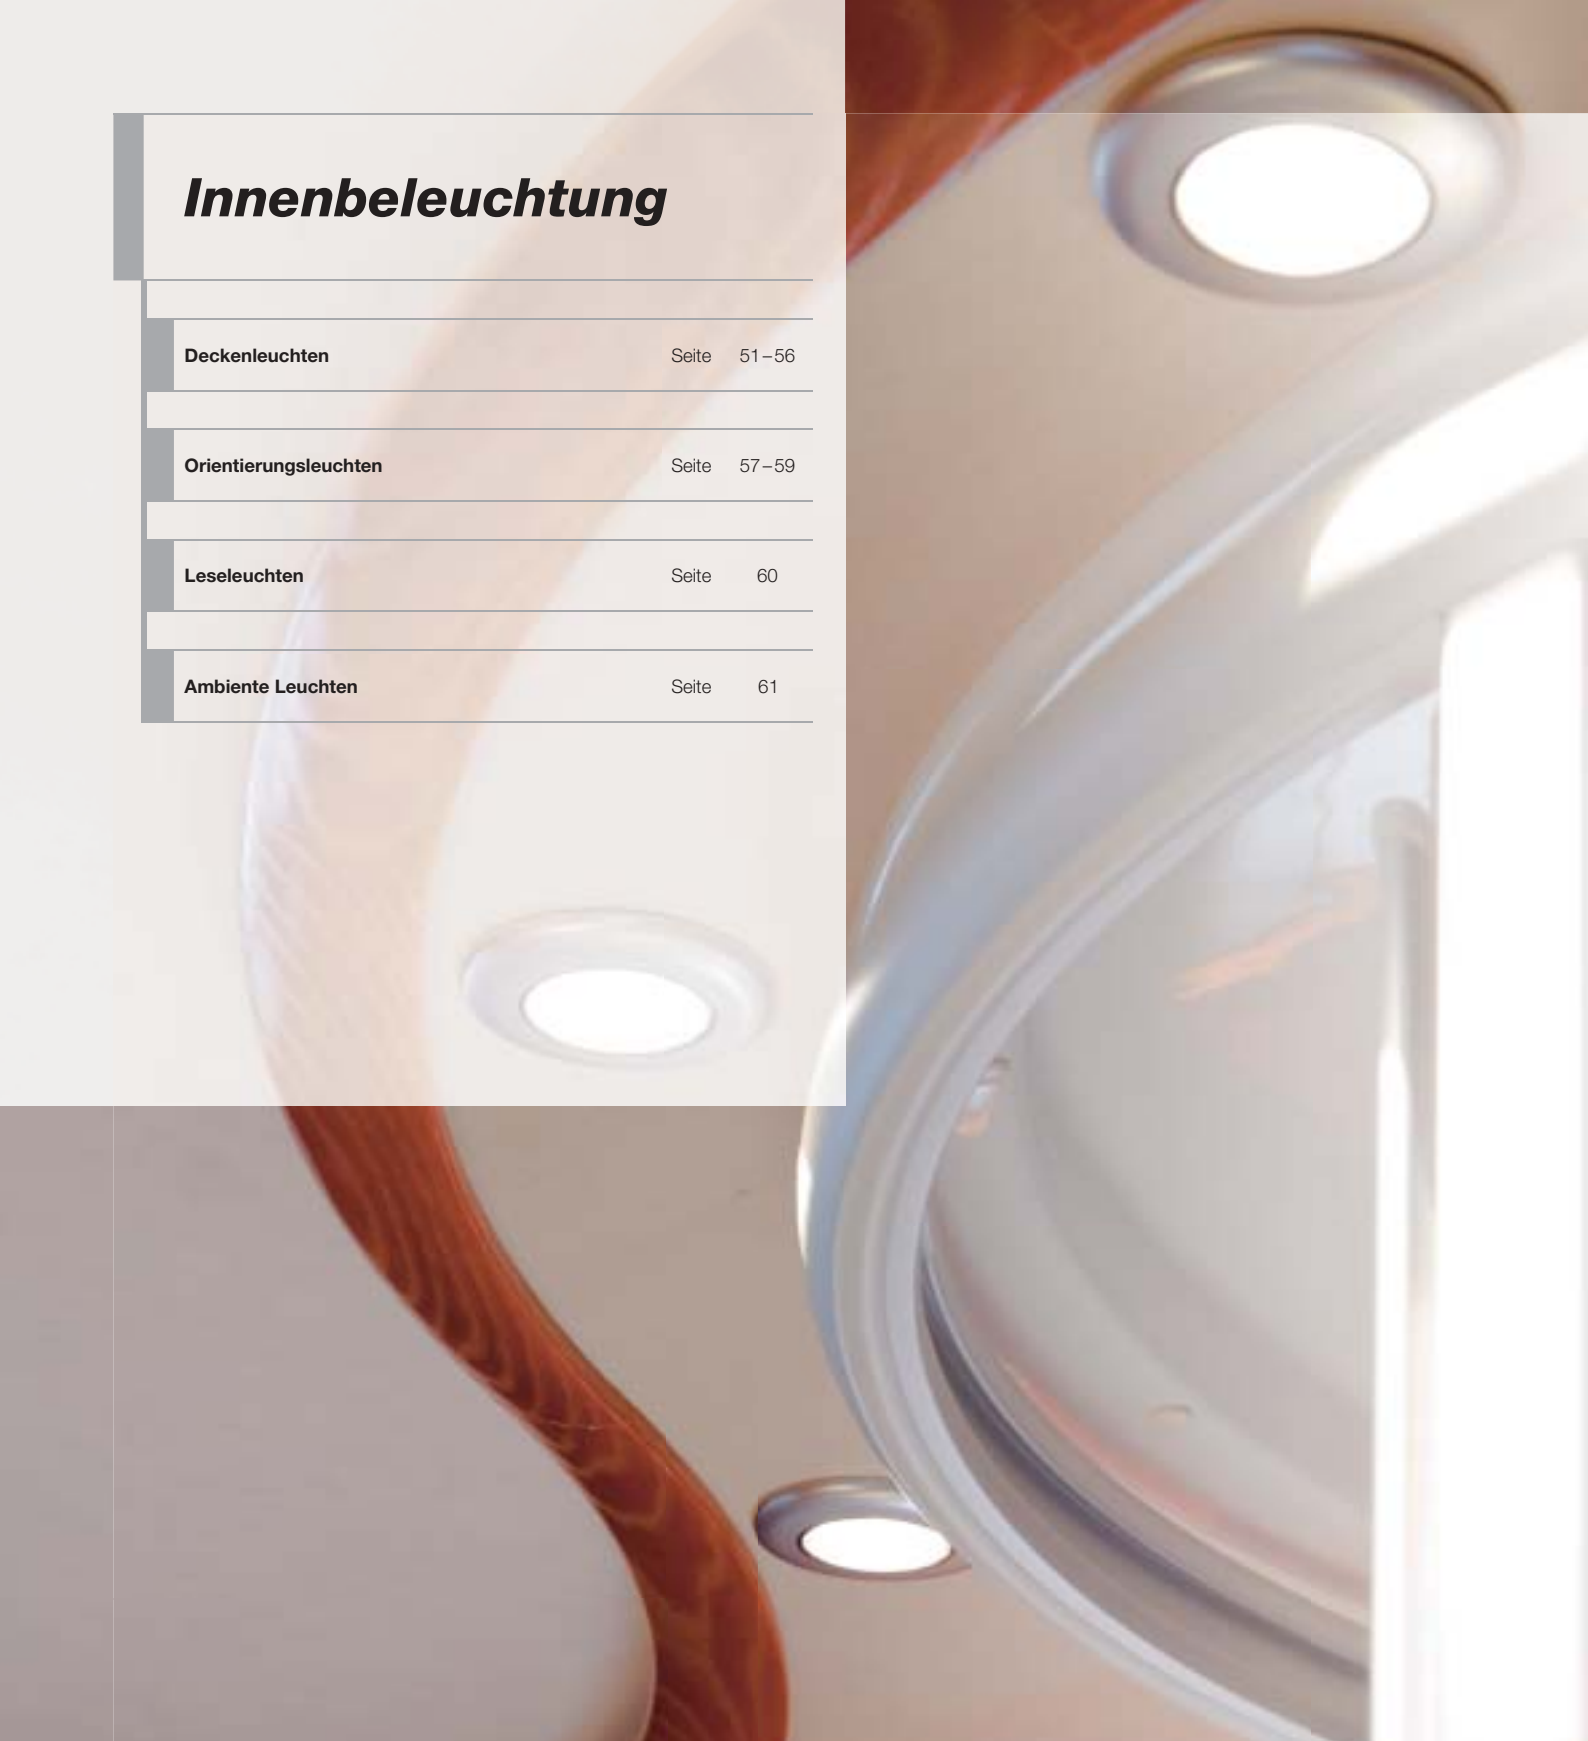 Innenbeleuchtung
Deckenleuchten Seite 51–56
Orientierungsleuchten Seite 57–59
Leseleuchten Seite 60
Ambiente Leuchten Seite 61